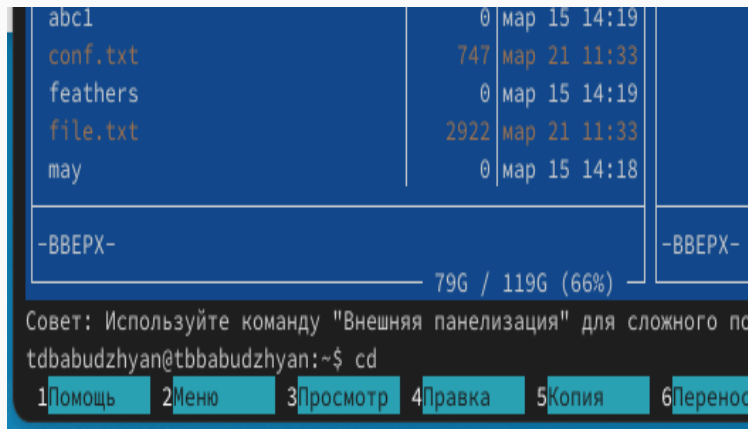 abc1 0 мар 15 14:19
conf.txt 747 мар 21 11:33
feathers 0 мар 15 14:19
file.txt 2922 мар 21 11:33
may 0 мар 15 14:18
-ВВЕРХ- -ВВЕРХ-
79G / 119G (66%)
Совет: Используйте команду "Внешняя панелизация" для сложного по
tdbabudzhyan@tbbabudzhyan:~$ cd
1Помощь 2Меню 3Просмотр 4Правка 5Копия 6Перенос